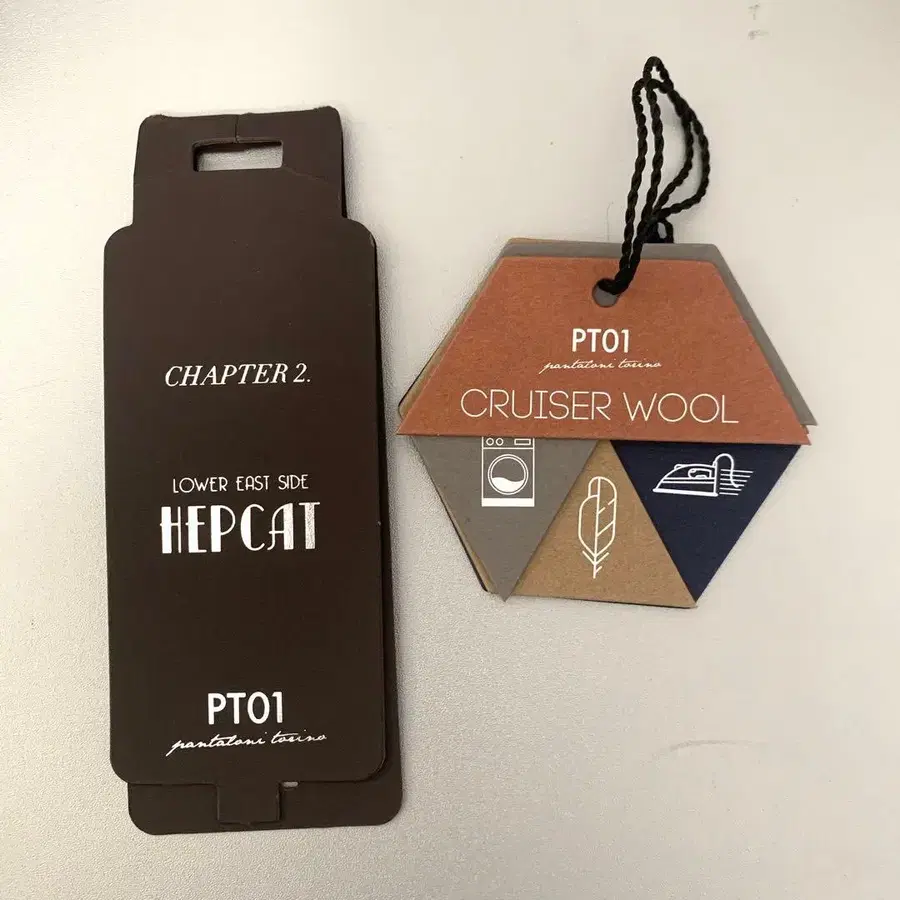 CHAPTER 2.
LOWER EAST SIDE
HEPCAT
PT01
pantaloni torino
PT01
pantaloni torino
CRUISER WOOL